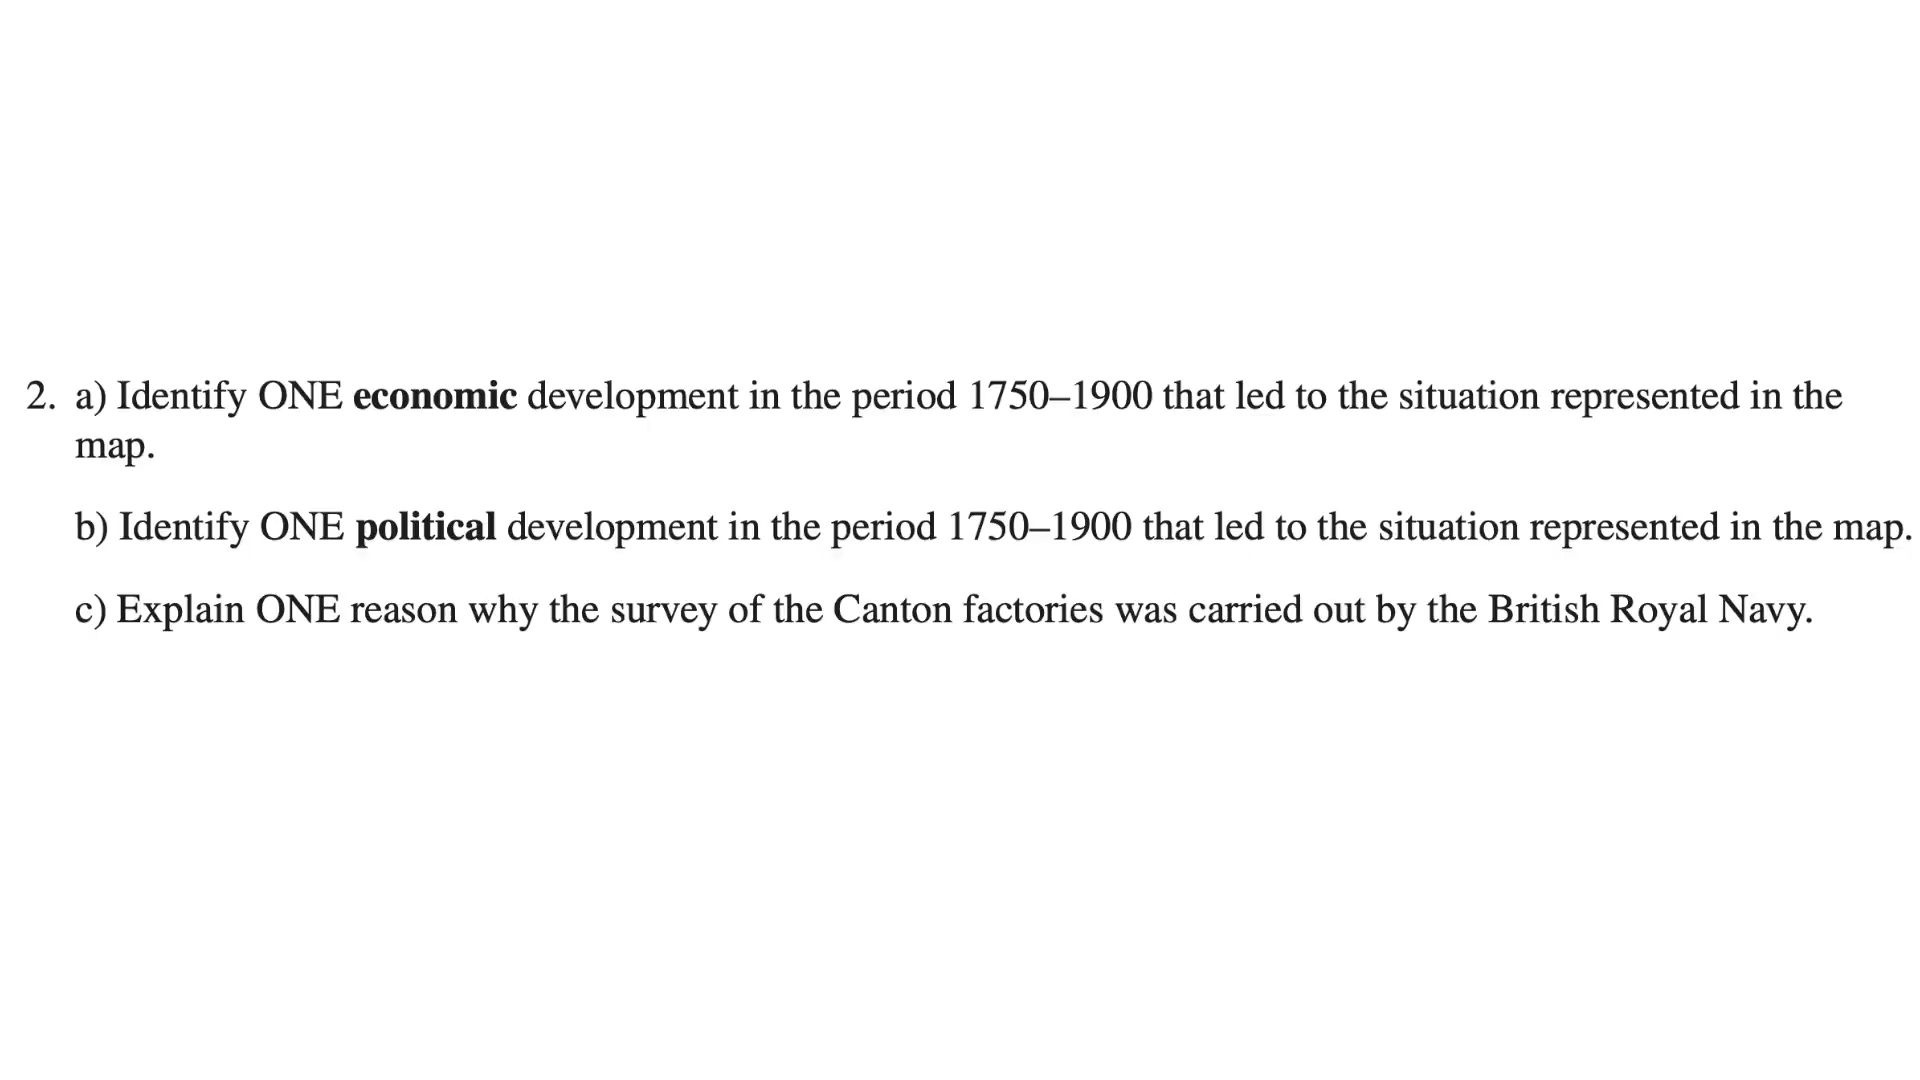 2. a) Identify ONE economic development in the period 1750–1900 that led to the situation represented in the
map.
b) Identify ONE political development in the period 1750–1900 that led to the situation represented in the map.
c) Explain ONE reason why the survey of the Canton factories was carried out by the British Royal Navy.